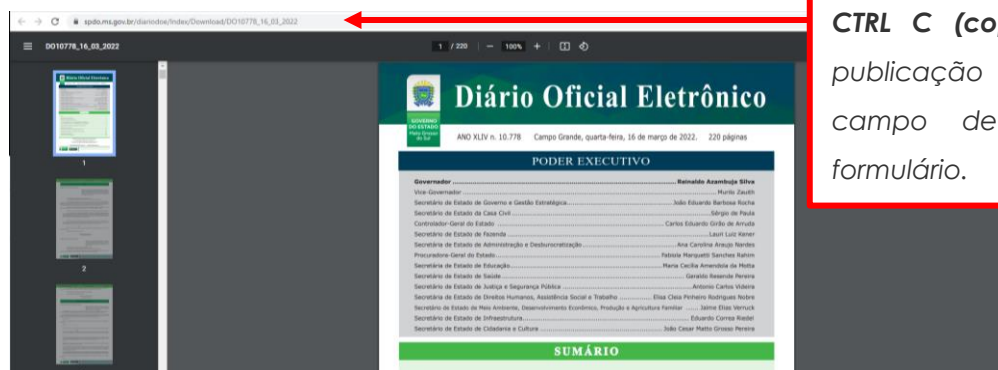 spdo.ms.gov.br/diariodoe/Index/Download/DO10778_16_03_2022
DO10778_16_03_2022
1 / 220
100%
1
2
GOVERNO
DO ESTADO
Mato Grosso
do Sul
Diário Oficial Eletrônico
ANO XLIV n. 10.778 Campo Grande, quarta-feira, 16 de março de 2022. 220 páginas
PODER EXECUTIVO
Governador ... Reinaldo Azambuja Silva
Vice-Governador ... Murilo Zauith
Secretário de Estado de Governo e Gestão Estratégica ... João Eduardo Barbosa Rocha
Secretário de Estado da Casa Civil ... Sérgio de Paula
Controlador-Geral do Estado ... Carlos Eduardo Girão de Arruda
Secretário de Estado de Fazenda ... Lauri Luiz Kener
Secretária de Estado de Administração e Desburocratização ... Ana Carolina Araujo Nardes
Procuradora-Geral do Estado ... Fabíola Marquetti Sanches Rahim
Secretária de Estado de Educação ... Maria Cecilia Amendola da Motta
Secretário de Estado de Saúde ... Geraldo Resende Pereira
Secretário de Estado de Justiça e Segurança Pública ... Antonio Carlos Videira
Secretária de Estado de Direitos Humanos, Assistência Social e Trabalho ... Elisa Cleia Pinheiro Rodrigues Nobre
Secretário de Estado de Meio Ambiente, Desenvolvimento Econômico, Produção e Agricultura Familiar ... Jaime Elias Verruck
Secretário de Estado de Infraestrutura ... Eduardo Correa Riedel
Secretário de Estado de Cidadania e Cultura ... João Cesar Matto Grosso Pereira
SUMÁRIO
CTRL C (co
publicação
campo de
formulário.